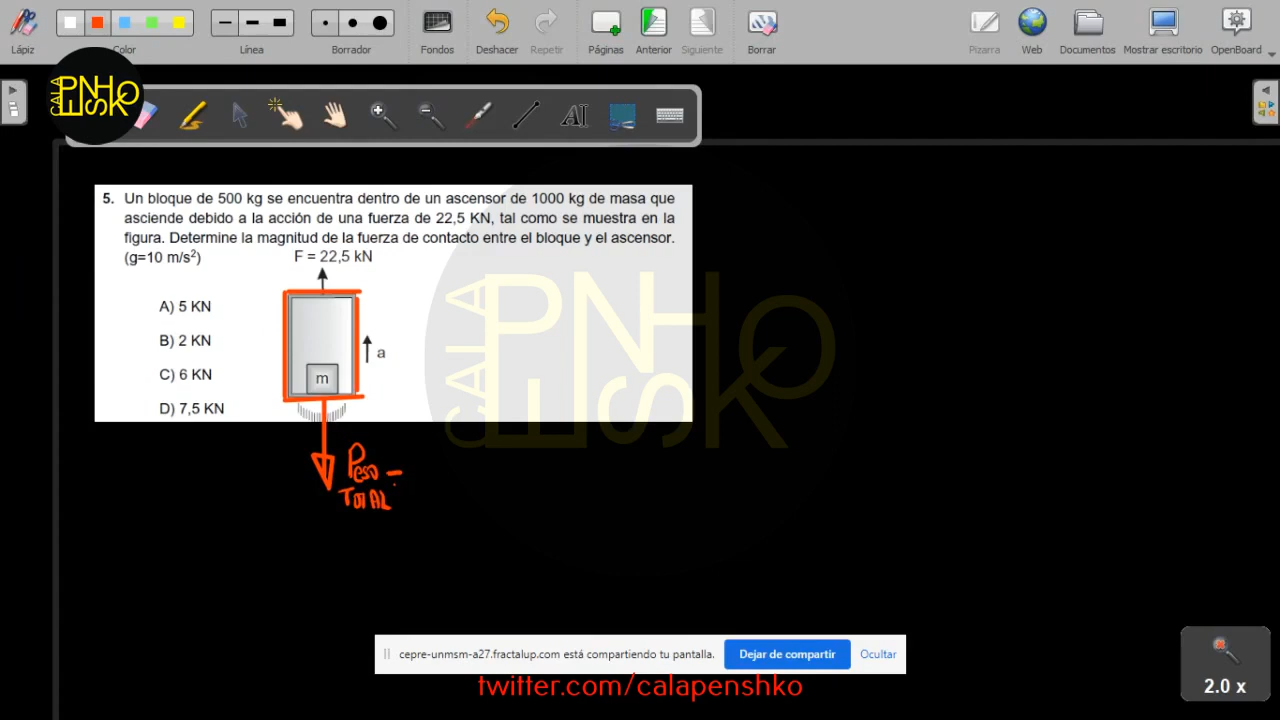 Lápiz
Color
Línea
Borrador
Fondos
Deshacer
Repetir
Páginas
Anterior
Siguiente
Borrar
Pizarra
Web
Documentos
Mostrar escritorio
OpenBoard
CALA
PENSHKO
5. Un bloque de 500 kg se encuentra dentro de un ascensor de 1000 kg de masa que
asciende debido a la acción de una fuerza de 22,5 KN, tal como se muestra en la
figura. Determine la magnitud de la fuerza de contacto entre el bloque y el ascensor.
(g=10 m/s²)
F = 22,5 kN
A) 5 KN
B) 2 KN
a
C) 6 KN
m
D) 7,5 KN
CALA
PENSHKO
PESO
TOTAL
cepre-unmsm-a27.fractalup.com está compartiendo tu pantalla.
Dejar de compartir
Ocultar
twitter.com/calapenshko
2.0 x